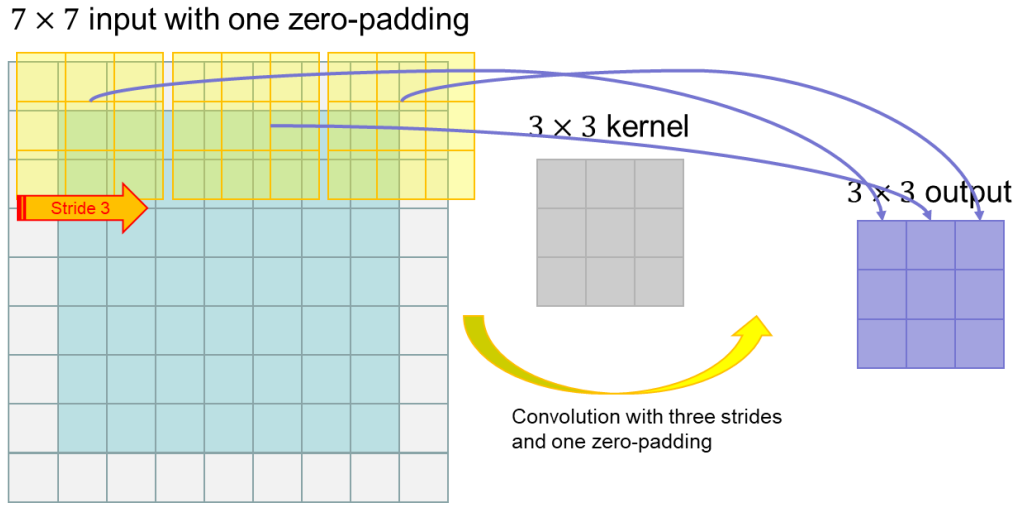 7 × 7 input with one zero-padding
3 × 3 kernel
3 × 3 output
Stride 3
Convolution with three strides
and one zero-padding